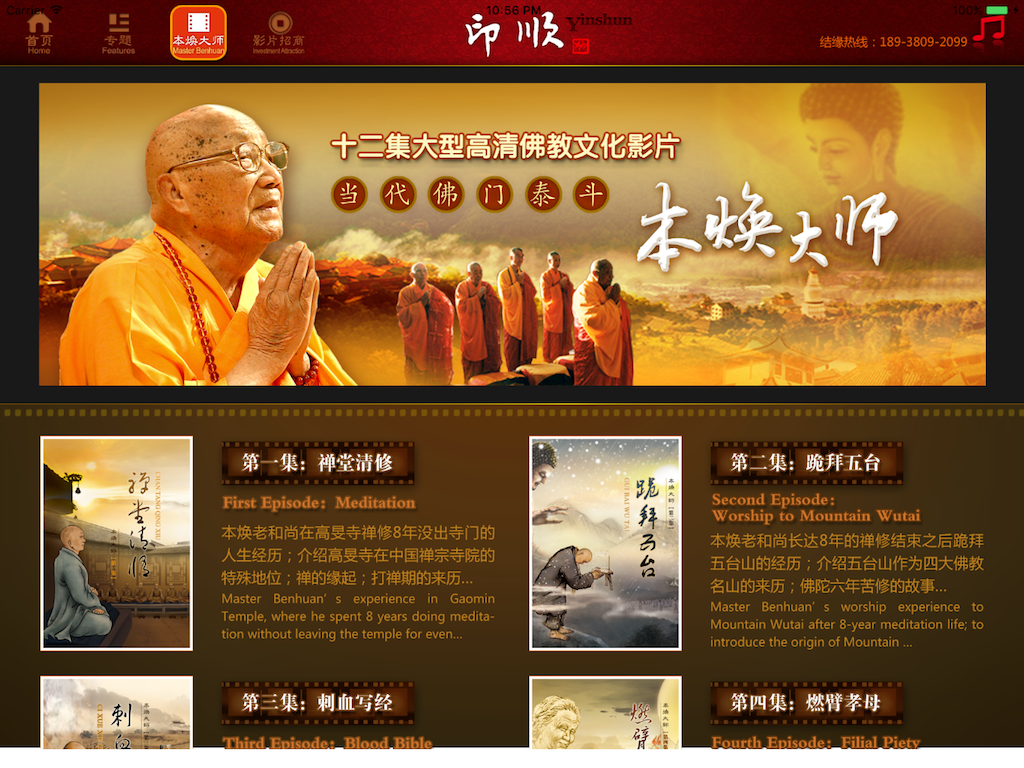 Carrier
10:56 PM
100%
首页
Home
专题
Features
本焕大师
Master Benhuan
影片招商
Investment Attraction
印顺
Yinshun
结缘热线：189-3809-2099
十二集大型高清佛教文化影片
当代佛门泰斗
本焕大师
禅堂清修
CHAN TANG QING XIU
第一集：禅堂清修
First Episode：Meditation
本焕老和尚在高旻寺禅修8年没出寺门的
人生经历；介绍高旻寺在中国禅宗寺院的
特殊地位；禅的缘起；打禅期的来历...
Master Benhuan’s experience in Gaomin
Temple, where he spent 8 years doing medita-
tion without leaving the temple for even...
跪拜五台
GUI BAI WU TAI
第二集：跪拜五台
Second Episode：
Worship to Mountain Wutai
本焕老和尚长达8年的禅修结束之后跪拜
五台山的经历；介绍五台山作为四大佛教
名山的来历；佛陀六年苦修的故事...
Master Benhuan’s worship experience to
Mountain Wutai after 8-year meditation life; to
introduce the origin of Mountain ...
刺血
第三集：刺血写经
Third Episode：Blood Bible
燃臂
第四集：燃臂孝母
Fourth Episode：Filial Piety